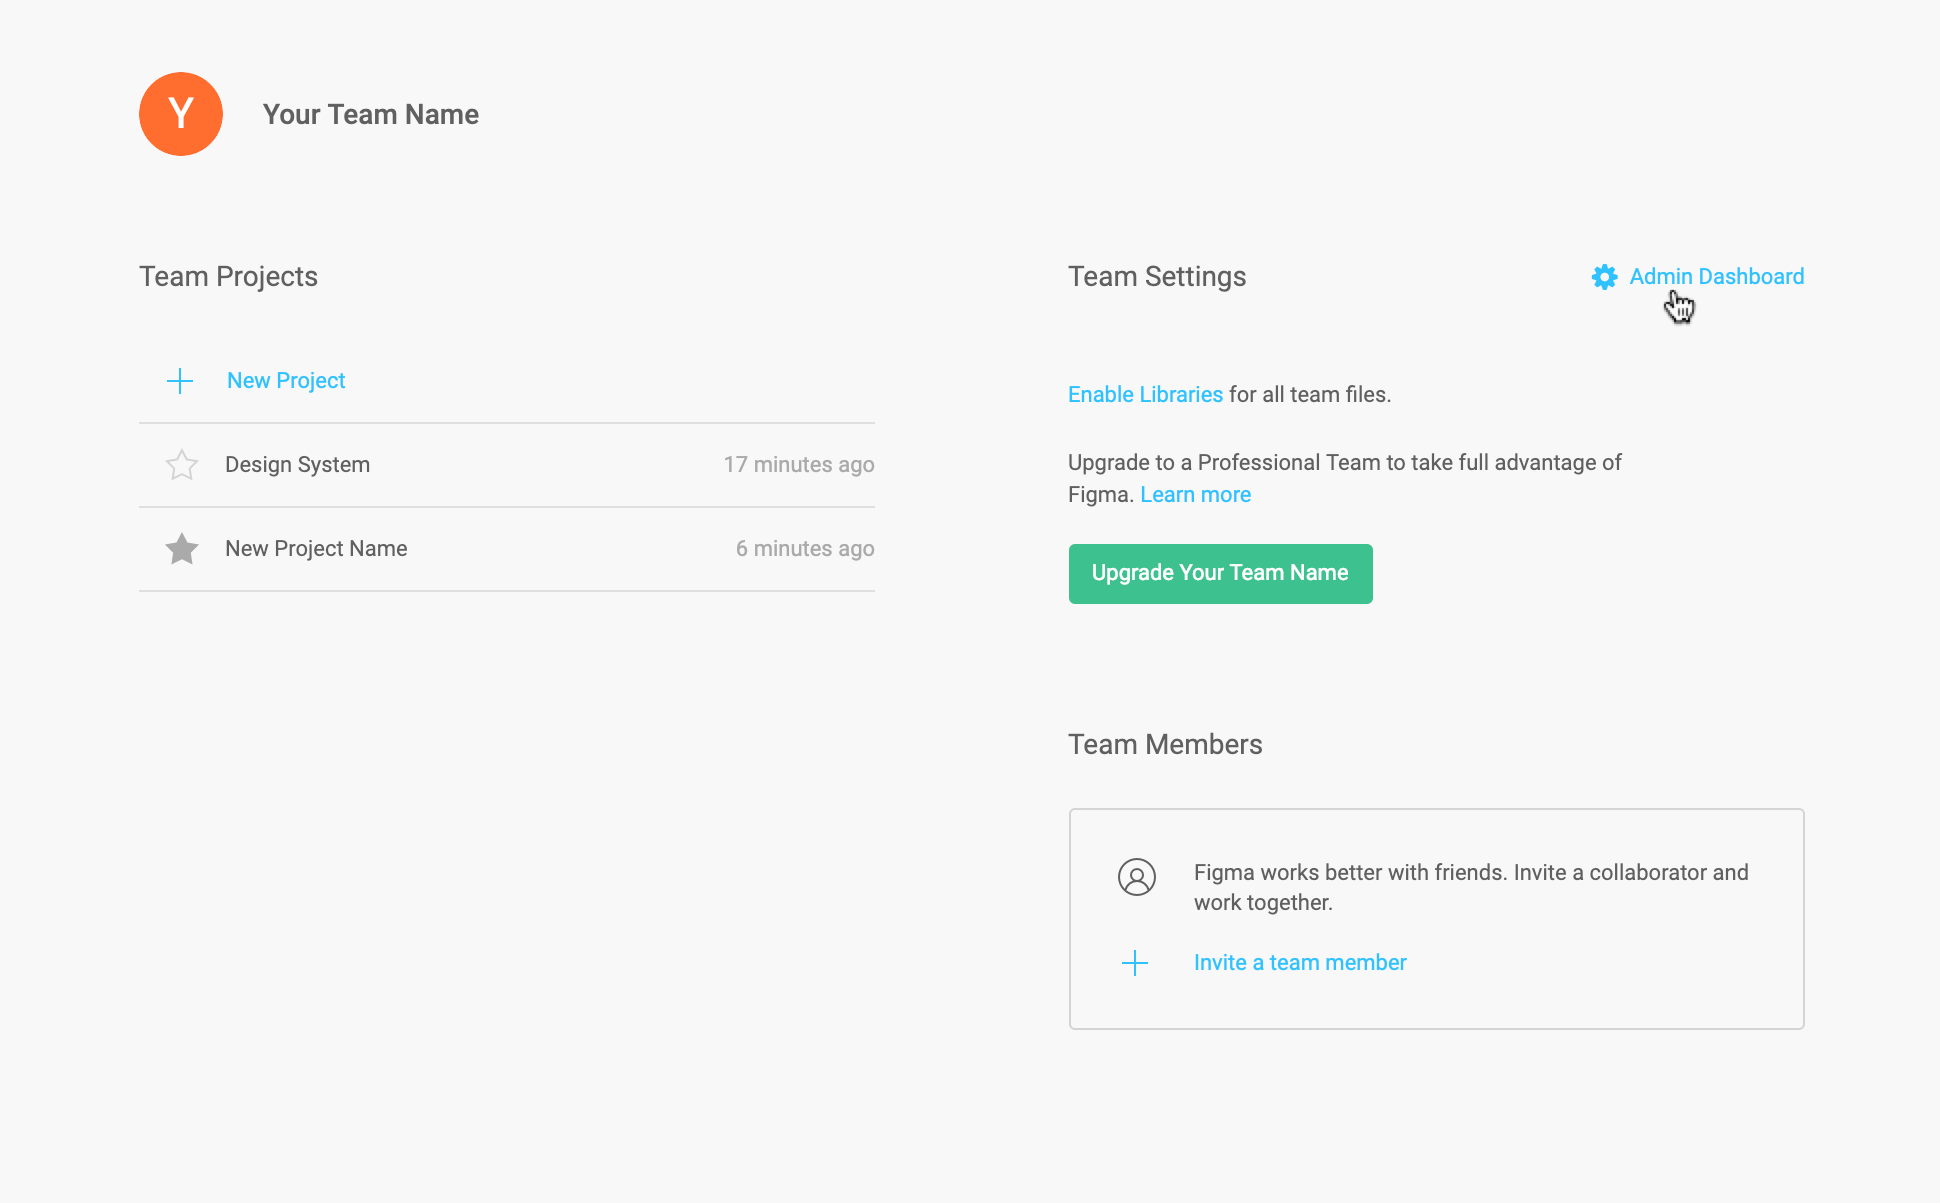 Y
Your Team Name
Team Projects
New Project
Design System 17 minutes ago
New Project Name 6 minutes ago
Team Settings
Admin Dashboard
Enable Libraries for all team files.
Upgrade to a Professional Team to take full advantage of
Figma. Learn more
Upgrade Your Team Name
Team Members
Figma works better with friends. Invite a collaborator and
work together.
Invite a team member